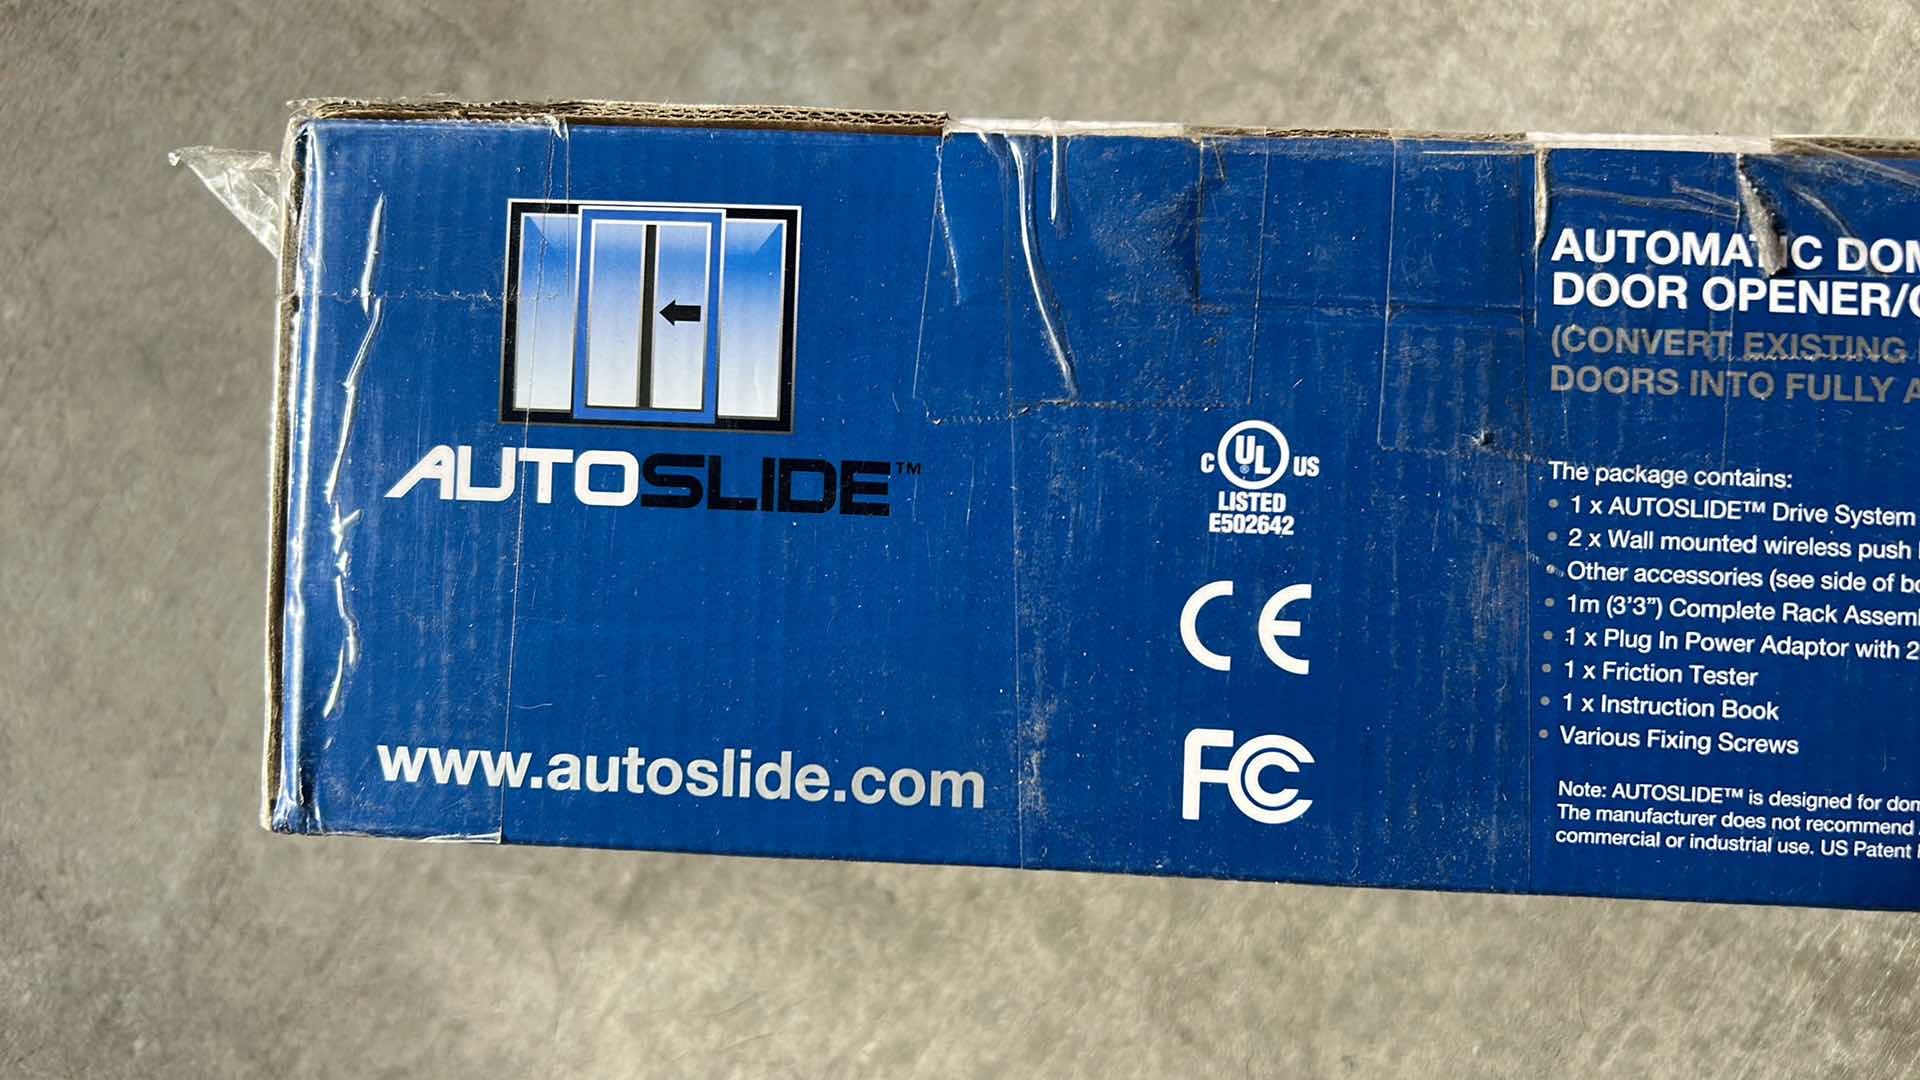 AUTOSLIDE™
www.autoslide.com
C UL ® US
LISTED
E502642
CE
FC
AUTOMATIC
DOOR OPENER/
(CONVERT EXISTING
DOORS INTO FULLY
The package contains:
• 1 x AUTOSLIDE™ Drive System
• 2 x Wall mounted wireless push
• Other accessories (see side of
• 1m (3'3") Complete Rack
• 1 x Plug In Power Adaptor with
• 1 x Friction Tester
• 1 x Instruction Book
• Various Fixing Screws
Note: AUTOSLIDE™ is designed for
The manufacturer does not recommend
commercial or industrial use. US Patent